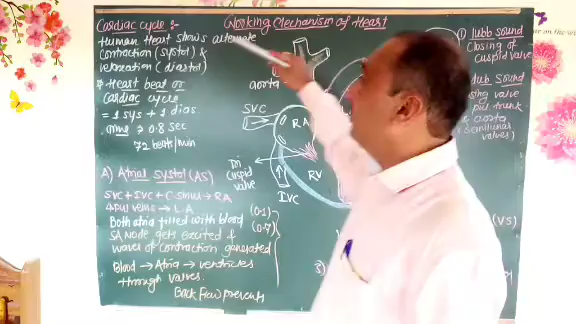 Working Mechanism of Heart
Cardiac cycle :-
Human Heart shows alternate
contraction (systol) &
relaxation (diastol)
* Heart beat or
Cardiac cycle
= 1 sys + 1 dias.
0.8 sec
72 beats/min
A) Atrial systol (AS)
SVC + IVC + C-sinus → RA
4 pul veins → L.A
Both atria filled with blood
SA Node gets excited &
waves of contraction generated
Blood → Atria → ventricles
through valves.
Back flow prevents
(0.1)
(0.7)
aorta
SVC
RA
Tri
cuspid
valve
RV
IVC
3)
① lubb sound
Closing of
cuspid valve
dub sound
sing valve
pul trunk
aorta
(semilunar
valves)
(VS)